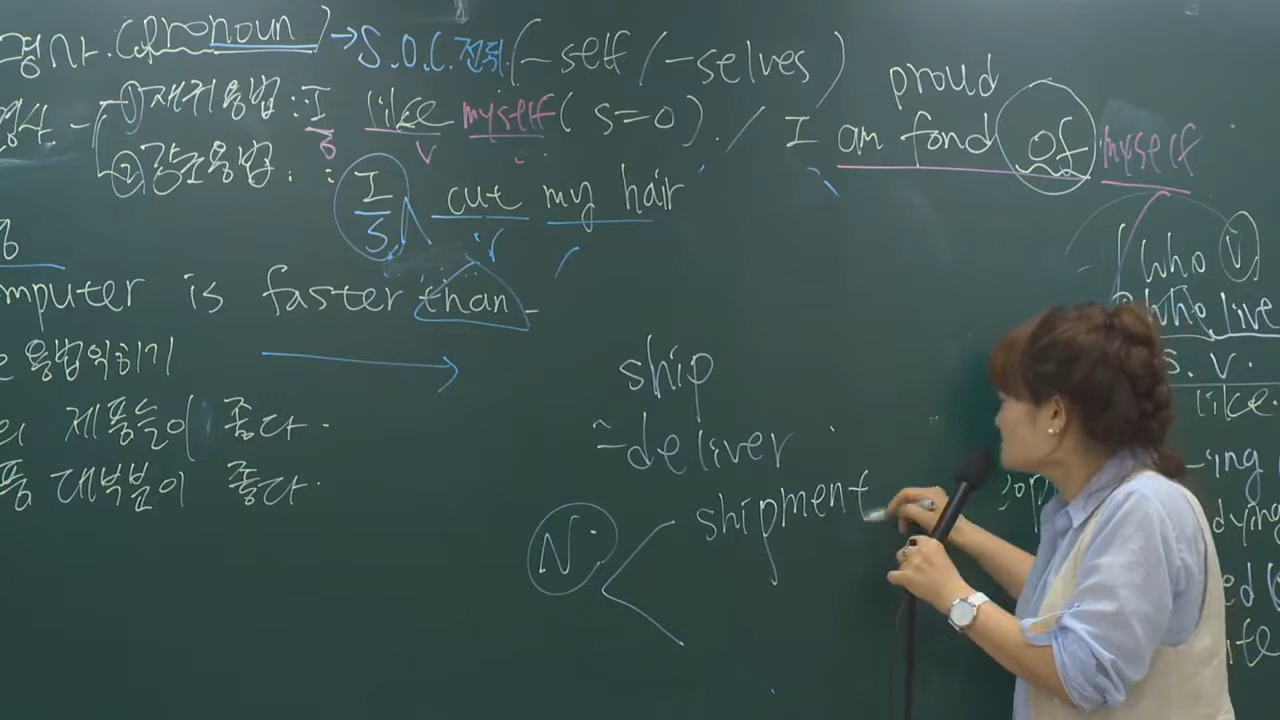 (pronoun) → S.O.C. 전목 (-self / -selves)
① 재귀용법 : I like myself (s=o). / I am fond of myself
proud
S V
② 강조용법 : I cut my hair
S V
computer is faster than
용법익히기
제품들이 좋다.
대부분이 좋다.
ship
= deliver
N. shipment
who v
who live
S. V.
like
-ing
dying